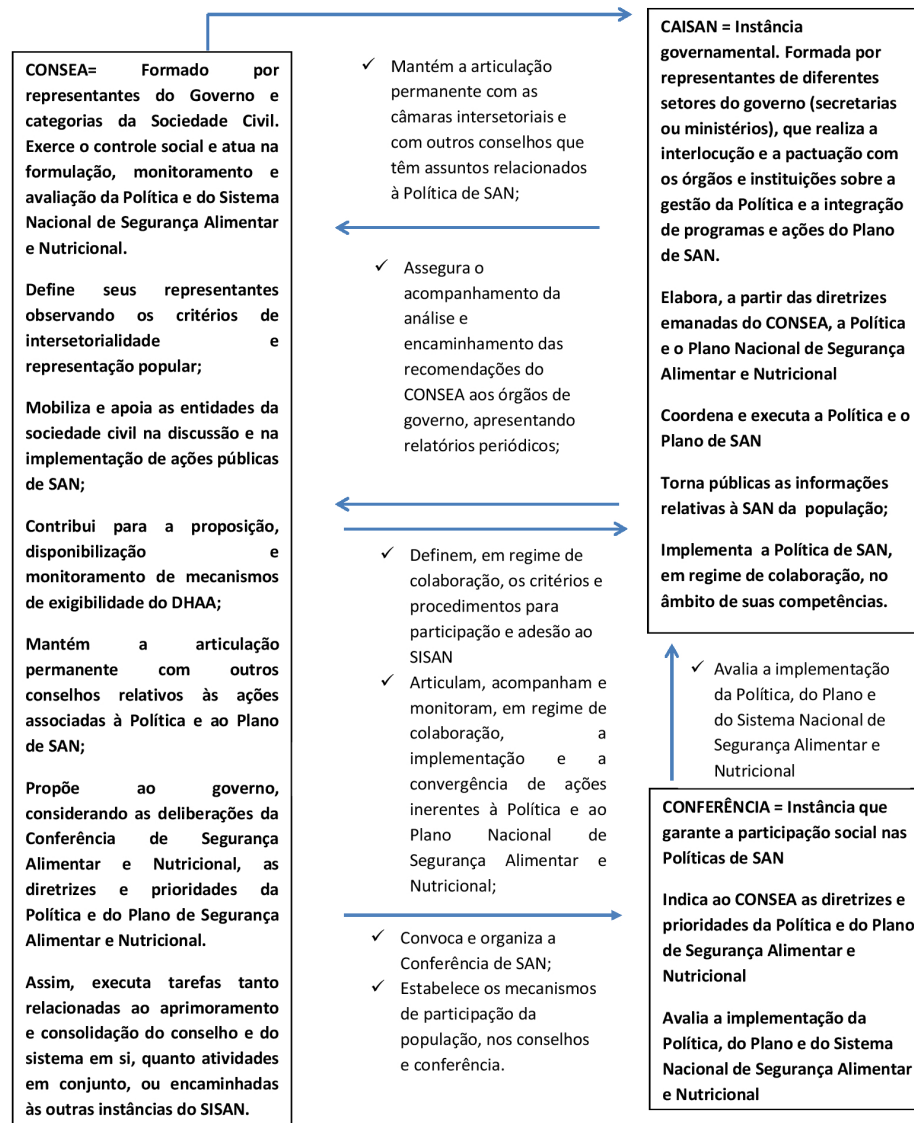 CONSEA= Formado por
representantes do Governo e
categorias da Sociedade Civil.
Exerce o controle social e atua na
formulação, monitoramento e
avaliação da Política e do Sistema
Nacional de Segurança Alimentar
e Nutricional.
Define seus representantes
observando os critérios de
intersetorialidade e
representação popular;
Mobiliza e apoia as entidades da
sociedade civil na discussão e na
implementação de ações públicas
de SAN;
Contribui para a proposição,
disponibilização e
monitoramento de mecanismos
de exigibilidade do DHAA;
Mantém a articulação
permanente com outros
conselhos relativos às ações
associadas à Política e ao Plano
de SAN;
Propõe ao governo,
considerando as deliberações da
Conferência de Segurança
Alimentar e Nutricional, as
diretrizes e prioridades da
Política e do Plano de Segurança
Alimentar e Nutricional.
Assim, executa tarefas tanto
relacionadas ao aprimoramento
e consolidação do conselho e do
sistema em si, quanto atividades
em conjunto, ou encaminhadas
às outras instâncias do SISAN.
✓ Mantém a articulação
permanente com as
câmaras intersetoriais e
com outros conselhos que
têm assuntos relacionados
à Política de SAN;
✓ Assegura o
acompanhamento da
análise e
encaminhamento das
recomendações do
CONSEA aos órgãos de
governo, apresentando
relatórios periódicos;
✓ Definem, em regime de
colaboração, os critérios e
procedimentos para
participação e adesão ao
SISAN
✓ Articulam, acompanham e
monitoram, em regime de
colaboração, a
implementação e a
convergência de ações
inerentes à Política e ao
Plano Nacional de
Segurança Alimentar e
Nutricional;
✓ Convoca e organiza a
Conferência de SAN;
✓ Estabelece os mecanismos
de participação da
população, nos conselhos
e conferência.
CAISAN = Instância
governamental. Formada por
representantes de diferentes
setores do governo (secretarias
ou ministérios), que realiza a
interlocução e a pactuação com
os órgãos e instituições sobre a
gestão da Política e a integração
de programas e ações do Plano
de SAN.
Elabora, a partir das diretrizes
emanadas do CONSEA, a Política
e o Plano Nacional de Segurança
Alimentar e Nutricional
Coordena e executa a Política e o
Plano de SAN
Torna públicas as informações
relativas à SAN da população;
Implementa a Política de SAN,
em regime de colaboração, no
âmbito de suas competências.
✓ Avalia a implementação
da Política, do Plano e
do Sistema Nacional de
Segurança Alimentar e
Nutricional
CONFERÊNCIA = Instância que
garante a participação social nas
Políticas de SAN
Indica ao CONSEA as diretrizes e
prioridades da Política e do Plano
de Segurança Alimentar e
Nutricional
Avalia a implementação da
Política, do Plano e do Sistema
Nacional de Segurança Alimentar
e Nutricional